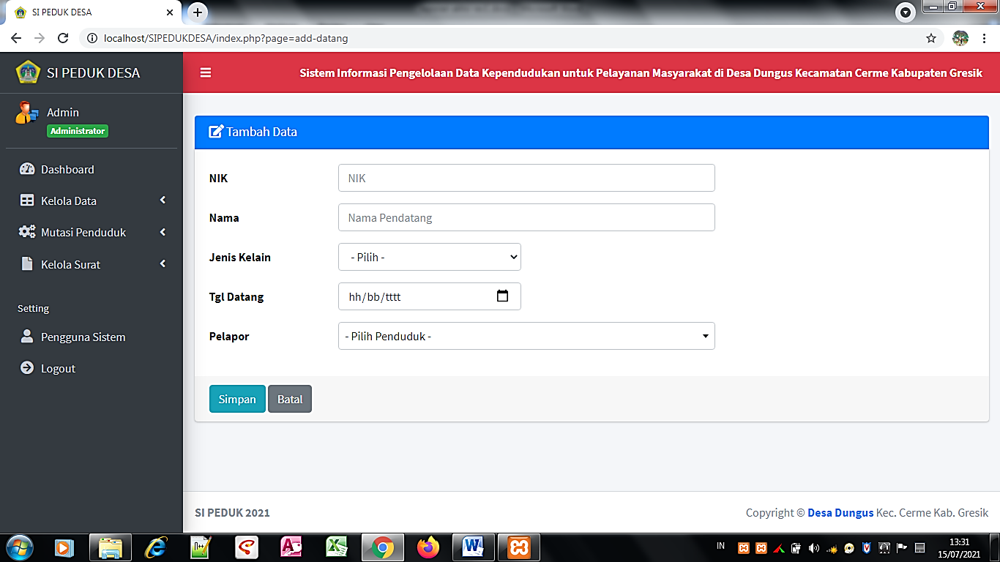 SI PEDUK DESA
localhost/SIPEDUKDESA/index.php?page=add-datang
SI PEDUK DESA
Sistem Informasi Pengelolaan Data Kependudukan untuk Pelayanan Masyarakat di Desa Dungus Kecamatan Cerme Kabupaten Gresik
Admin
Administrator
Dashboard
Kelola Data
Mutasi Penduduk
Kelola Surat
Setting
Pengguna Sistem
Logout
Tambah Data
NIK
NIK
Nama
Nama Pendatang
Jenis Kelain
- Pilih -
Tgl Datang
hh/bb/tttt
Pelapor
- Pilih Penduduk -
Simpan
Batal
SI PEDUK 2021
Copyright © Desa Dungus Kec. Cerme Kab. Gresik
IN
13:31
15/07/2021